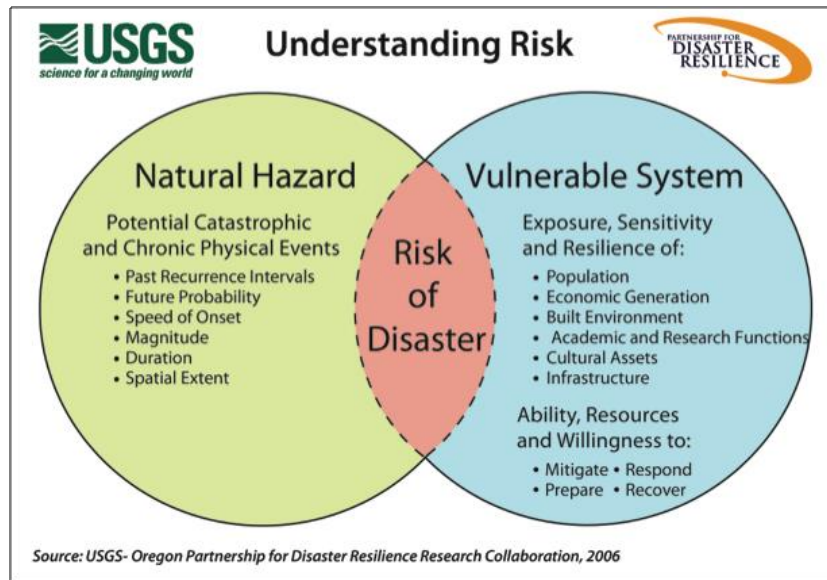 USGS
science for a changing world
Understanding Risk
PARTNERSHIP FOR
DISASTER
RESILIENCE
Natural Hazard
Potential Catastrophic
and Chronic Physical Events
• Past Recurrence Intervals
• Future Probability
• Speed of Onset
• Magnitude
• Duration
• Spatial Extent
Risk
of
Disaster
Vulnerable System
Exposure, Sensitivity
and Resilience of:
• Population
• Economic Generation
• Built Environment
• Academic and Research Functions
• Cultural Assets
• Infrastructure
Ability, Resources
and Willingness to:
• Mitigate • Respond
• Prepare • Recover
Source: USGS- Oregon Partnership for Disaster Resilience Research Collaboration, 2006